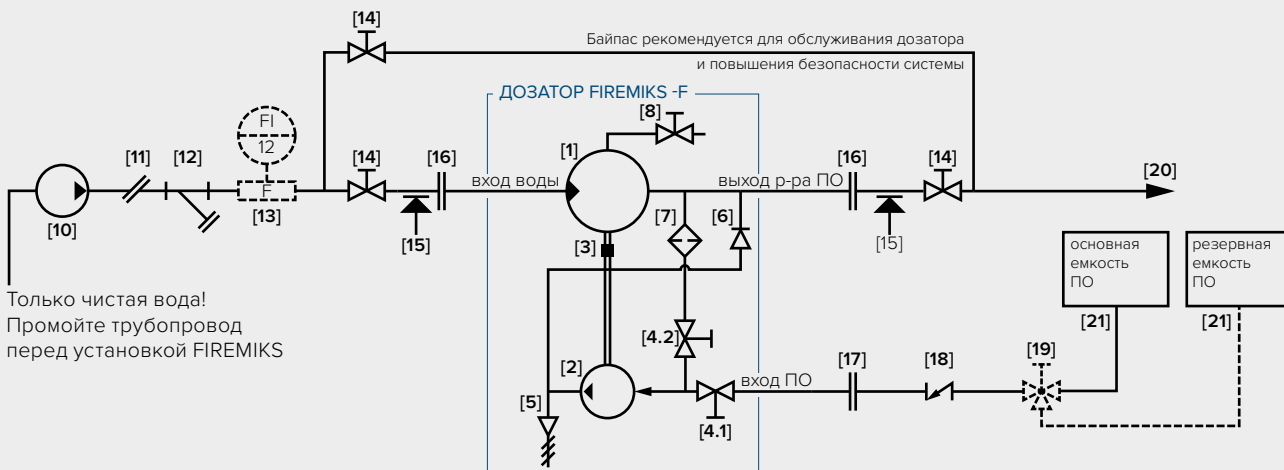 [14]
Байпас рекомендуется для обслуживания дозатора
и повышения безопасности системы
ДОЗАТОР FIREMIKS -F
[8]
FI
12
[11]
[12]
[14]
[16]
[1]
[16]
[14]
[20]
вход воды
выход р-ра ПО
F
[10]
[13]
[15]
[3]
[7]
[6]
[15]
основная
емкость
ПО
резервная
емкость
ПО
Только чистая вода!
Промойте трубопровод
перед установкой FIREMIKS
[21]
[21]
[4.2]
[2]
[17]
[18]
[19]
вход ПО
[5]
[4.1]